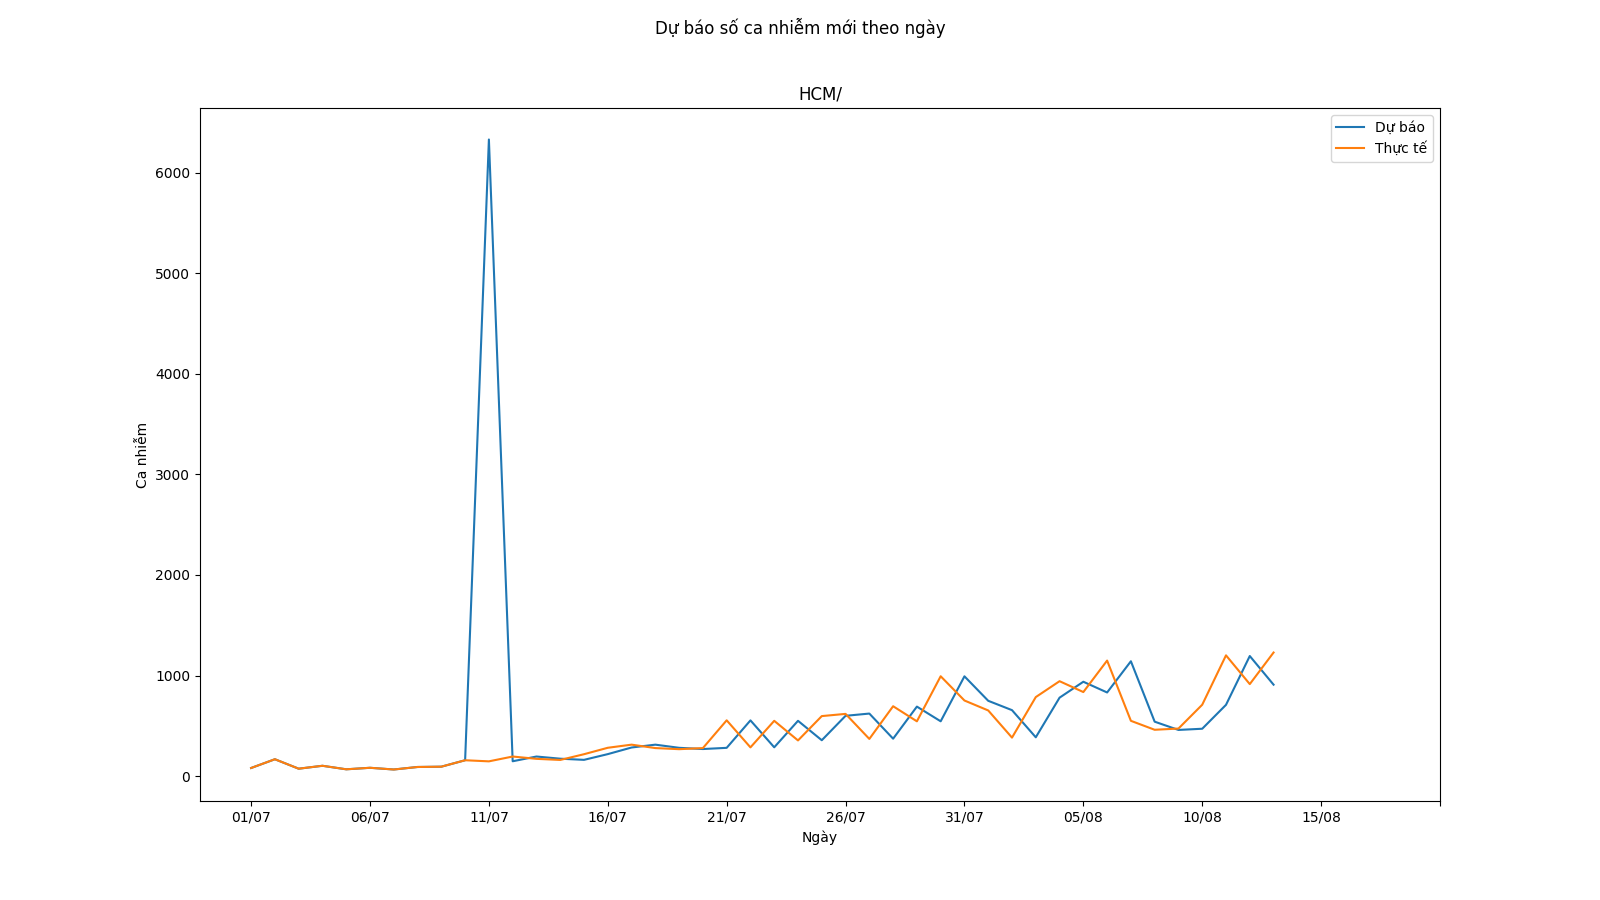 Dự báo số ca nhiễm mới theo ngày
HCM/
Dự báo
Thực tế
6000
5000
4000
3000
2000
1000
0
Ca nhiễm
01/07 06/07 11/07 16/07 21/07 26/07 31/07 05/08 10/08 15/08
Ngày